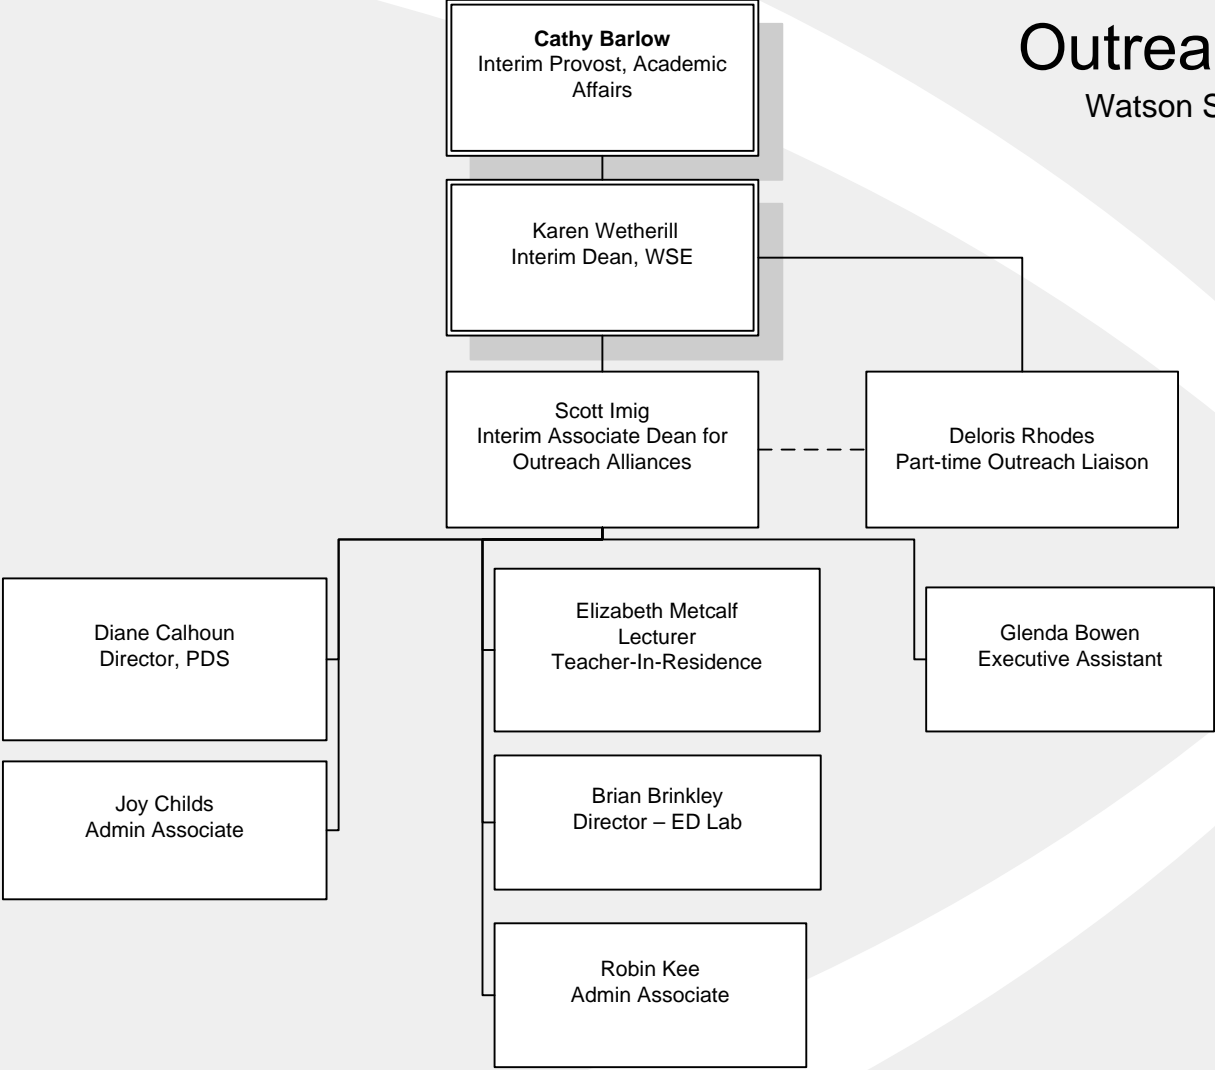 Outrea
Watson S
Cathy Barlow
Interim Provost, Academic
Affairs
Karen Wetherill
Interim Dean, WSE
Scott Imig
Interim Associate Dean for
Outreach Alliances
Deloris Rhodes
Part-time Outreach Liaison
Diane Calhoun
Director, PDS
Elizabeth Metcalf
Lecturer
Teacher-In-Residence
Glenda Bowen
Executive Assistant
Joy Childs
Admin Associate
Brian Brinkley
Director – ED Lab
Robin Kee
Admin Associate